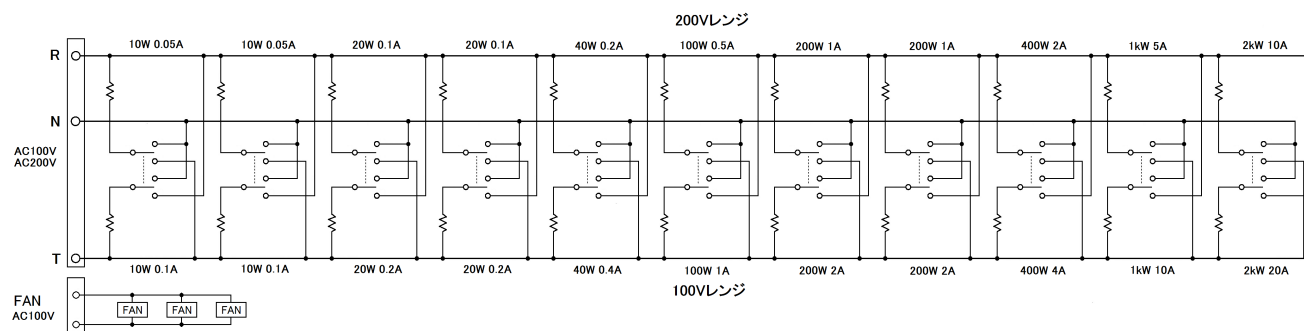 200Vレンジ
10W 0.05A
10W 0.05A
20W 0.1A
20W 0.1A
40W 0.2A
100W 0.5A
200W 1A
200W 1A
400W 2A
1kW 5A
2kW 10A
R
N
AC100V
AC200V
T
10W 0.1A
10W 0.1A
20W 0.2A
20W 0.2A
40W 0.4A
100W 1A
200W 2A
200W 2A
400W 4A
1kW 10A
2kW 20A
100Vレンジ
FAN
AC100V
FAN
FAN
FAN